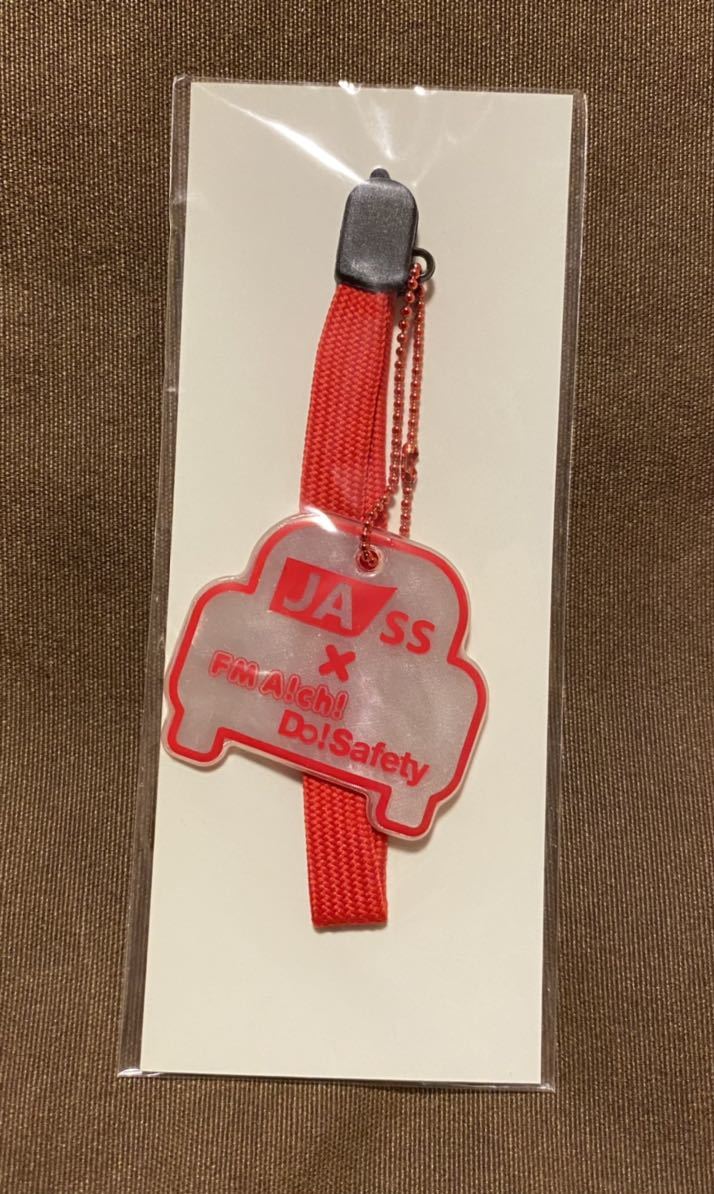 JA SS
×
FM A!ch!
Do!Safety